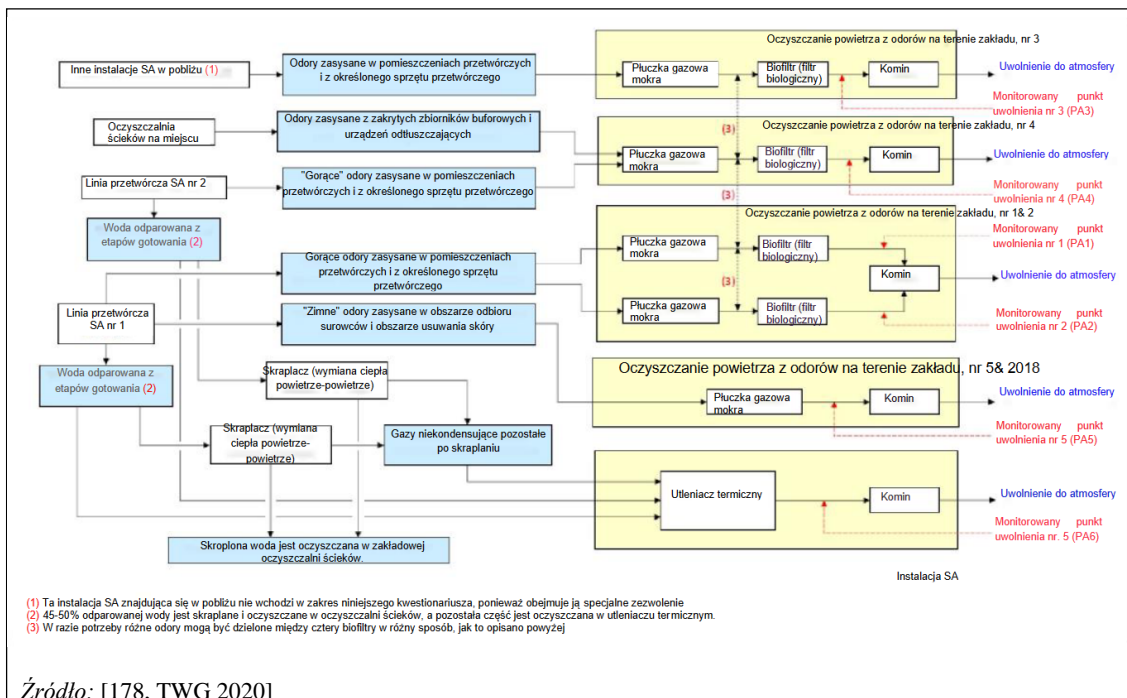 Oczyszczanie powietrza z odorów na terenie zakładu, nr 3
Inne instalacje SA w pobliżu (1)
Odory zasysane w pomieszczeniach przetwórczych
i z określonego sprzętu przetwórczego
Płuczka gazowa
mokra
Biofiltr (filtr
biologiczny)
Komin
Uwolnienie do atmosfery
Monitorowany punkt
uwolnienia nr 3 (PA3)
Oczyszczalnia
ścieków na miejscu
Odory zasysane z zakrytych zbiorników buforowych i
urządzeń odtłuszczających
(3)
Oczyszczanie powietrza z odorów na terenie zakładu, nr 4
Płuczka gazowa
mokra
Biofiltr (filtr
biologiczny)
Komin
Uwolnienie do atmosfery
Linia przetwórcza SA nr 2
"Gorące" odory zasysane w pomieszczeniach
przetwórczych i z określonego sprzętu przetwórczego
(3)
Monitorowany punkt
uwolnienia nr 4 (PA4)
Woda odparowana z
etapów gotowania (2)
Oczyszczanie powietrza z odorów na terenie zakładu, nr 1& 2
Gorące odory zasysane w pomieszczeniach
przetwórczych i z określonego sprzętu
przetwórczego
Płuczka gazowa
mokra
Biofiltr (filtr
biologiczny)
Monitorowany punkt
uwolnienia nr 1 (PA1)
(3)
Komin
Uwolnienie do atmosfery
Linia przetwórcza
SA nr 1
"Zimne" odory zasysane w obszarze odbioru
surowców i obszarze usuwania skóry
Płuczka gazowa
mokra
Biofiltr (filtr
biologiczny)
Monitorowany punkt
uwolnienia nr 2 (PA2)
Woda odparowana z
etapów gotowania (2)
Skraplacz (wymiana ciepła
powietrze-powietrze)
Oczyszczanie powietrza z odorów na terenie zakładu, nr 5& 2018
Płuczka gazowa
mokra
Komin
Uwolnienie do atmosfery
Skraplacz (wymiana
ciepła powietrze-
powietrze)
Gazy niekondensujące pozostałe
po skraplaniu
Monitorowany punkt
uwolnienia nr 5 (PA5)
Utleniacz termiczny
Komin
Uwolnienie do atmosfery
Monitorowany punkt
uwolnienia nr. 5 (PA6)
Skroplona woda jest oczyszczana w zakładowej
oczyszczalni ścieków.
Instalacja SA
(1) Ta instalacja SA znajdująca się w pobliżu nie wchodzi w zakres niniejszego kwestionariusza, ponieważ obejmuje ją specjalne zezwolenie
(2) 45-50% odparowanej wody jest skraplane i oczyszczane w oczyszczalni ścieków, a pozostała część jest oczyszczana w utleniaczu termicznym.
(3) W razie potrzeby różne odory mogą być dzielone między cztery biofiltry w różny sposób, jak to opisano powyżej
Źródło: [178, TWG 2020]